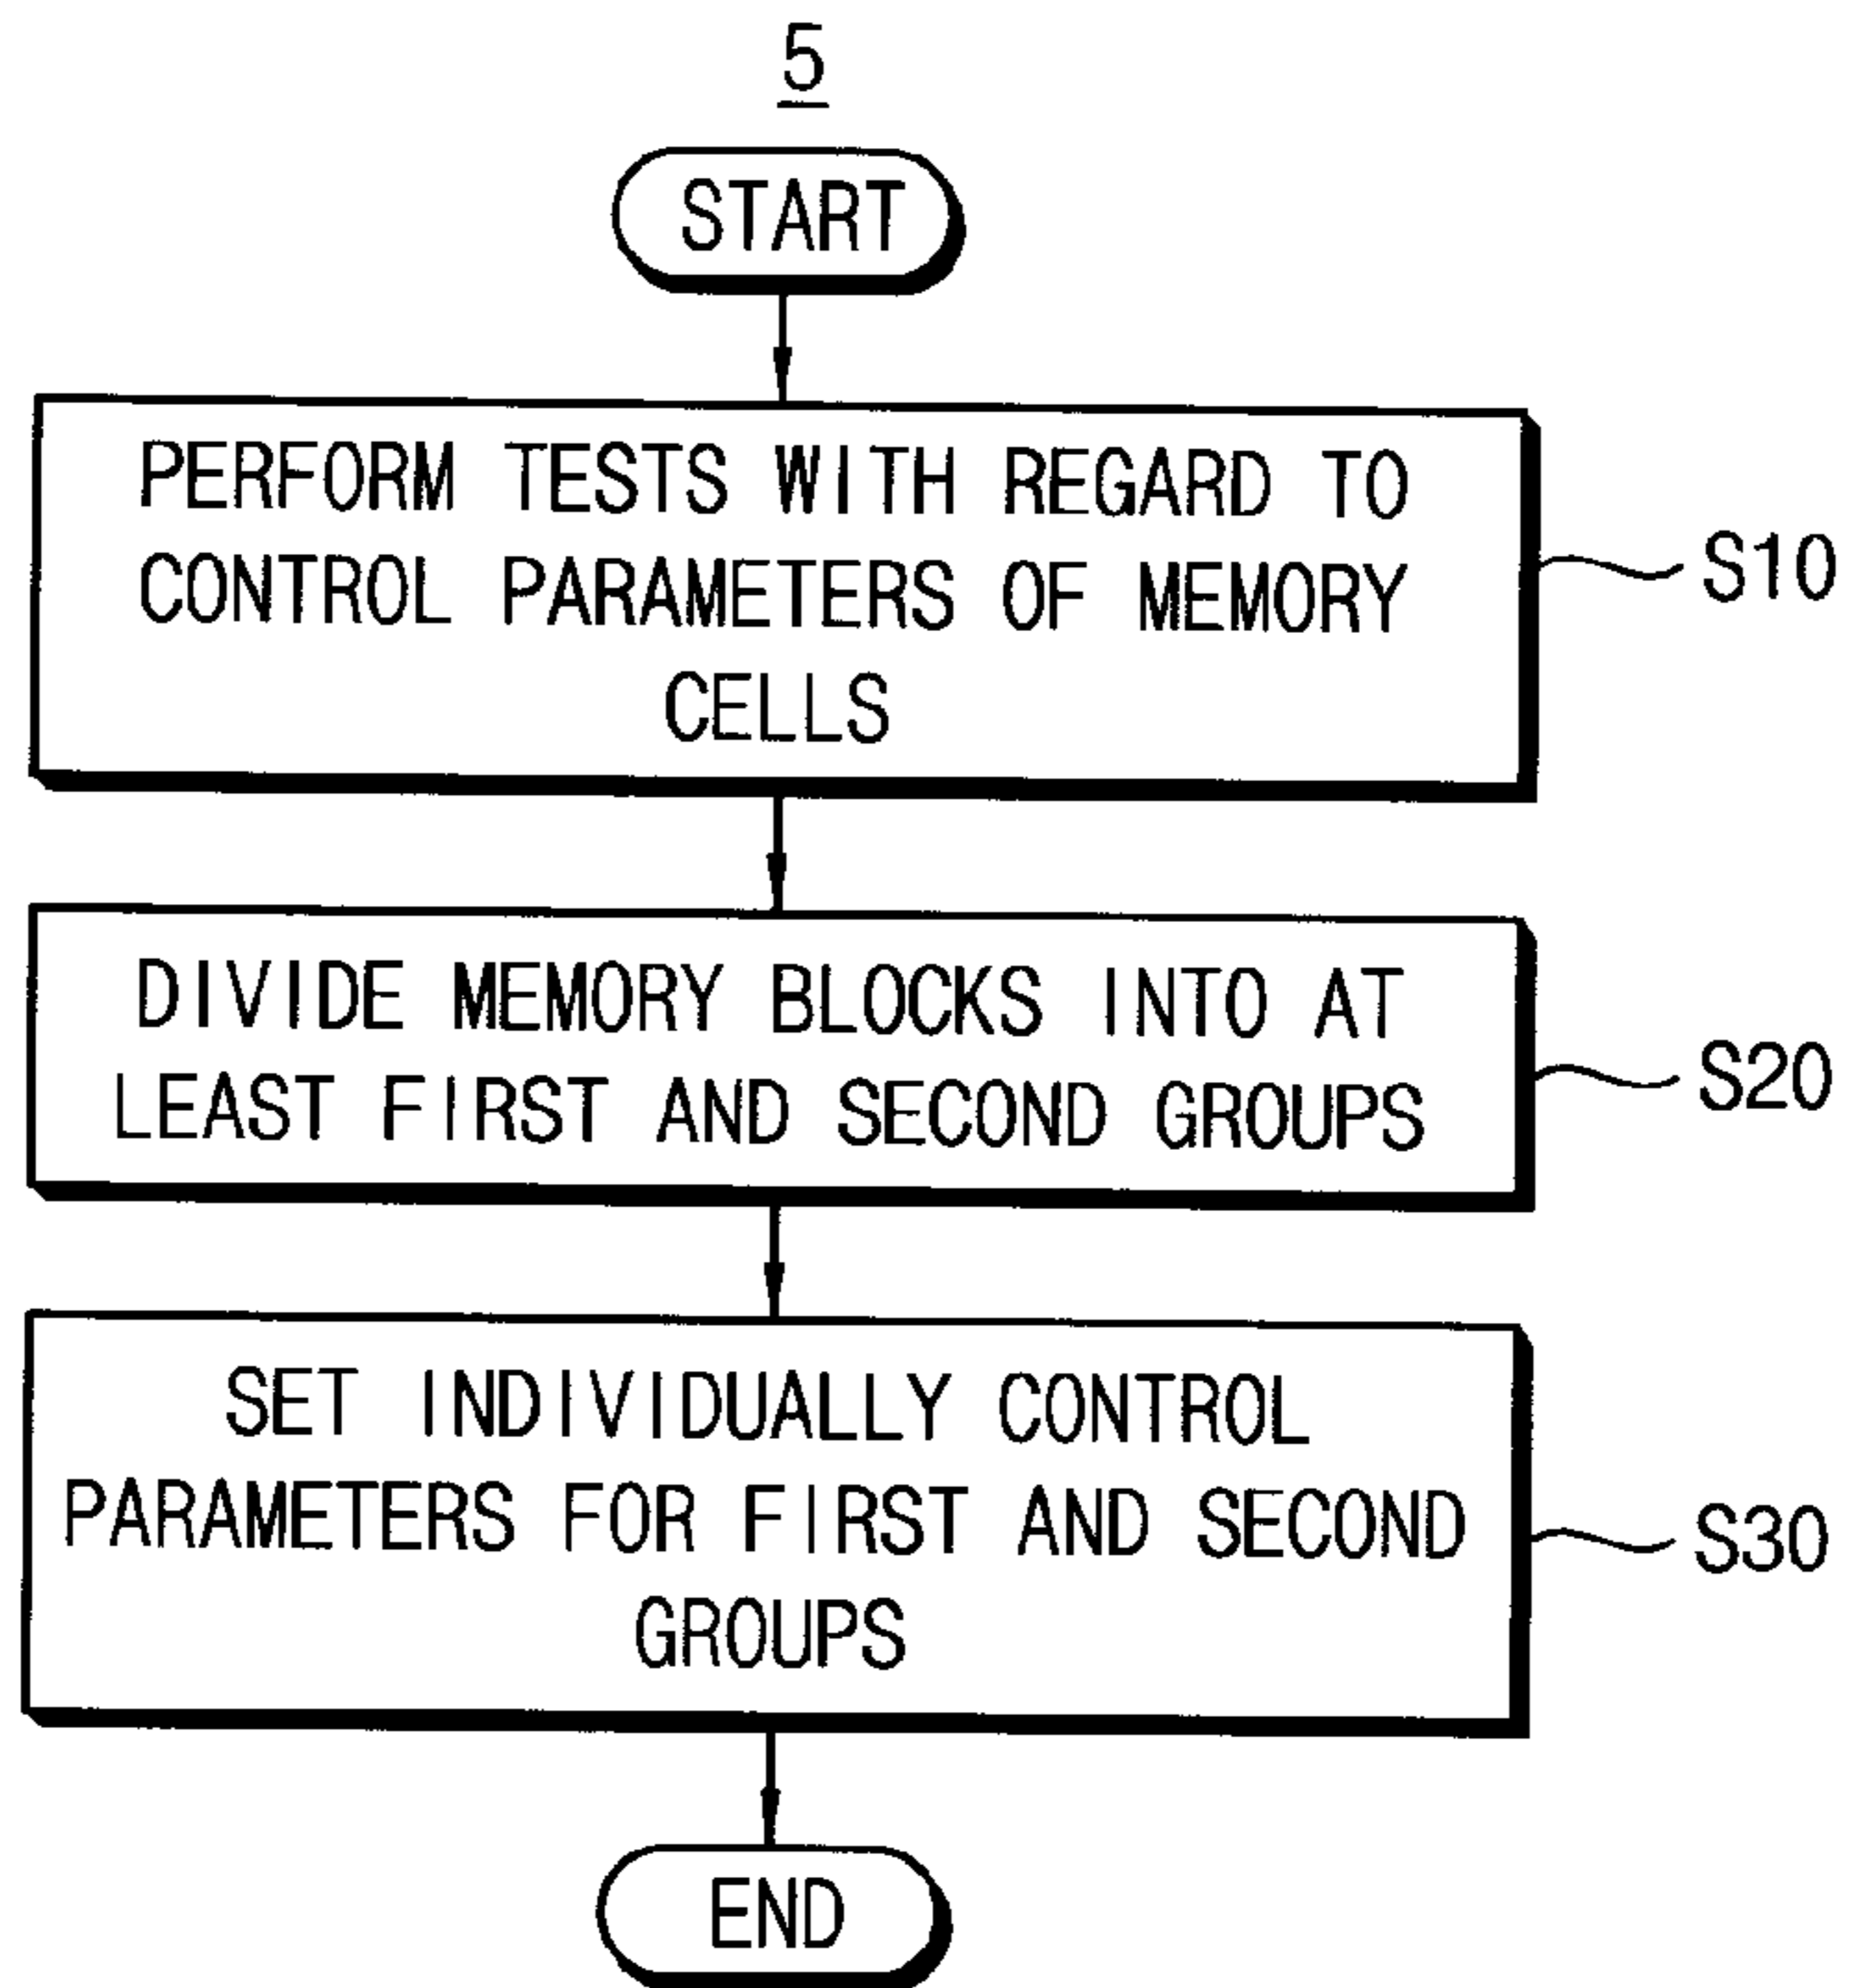 5
START
PERFORM TESTS WITH REGARD TO
CONTROL PARAMETERS OF MEMORY
CELLS
S10
DIVIDE MEMORY BLOCKS INTO AT
LEAST FIRST AND SECOND GROUPS
S20
SET INDIVIDUALLY CONTROL
PARAMETERS FOR FIRST AND SECOND
GROUPS
S30
END